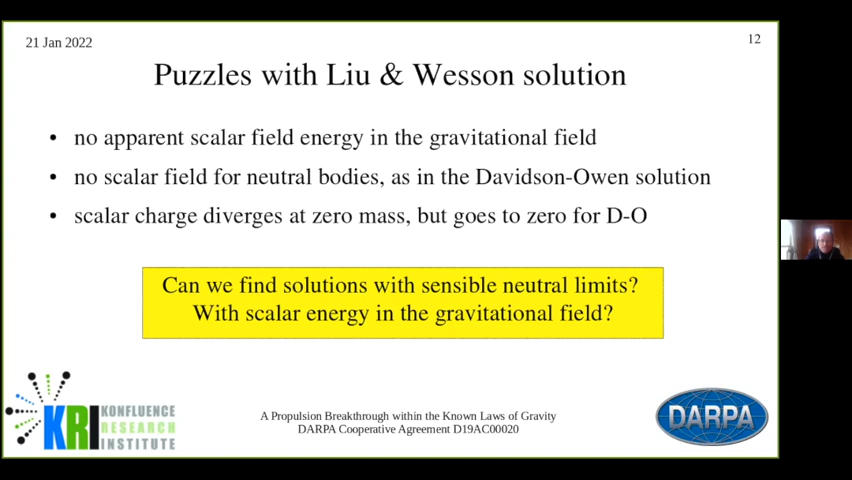 21 Jan 2022
12
Puzzles with Liu & Wesson solution
• no apparent scalar field energy in the gravitational field
• no scalar field for neutral bodies, as in the Davidson-Owen solution
• scalar charge diverges at zero mass, but goes to zero for D-O
Can we find solutions with sensible neutral limits?
With scalar energy in the gravitational field?
KRI
KONFLUENCE
RESEARCH
INSTITUTE
A Propulsion Breakthrough within the Known Laws of Gravity
DARPA Cooperative Agreement D19AC00020
DARPA